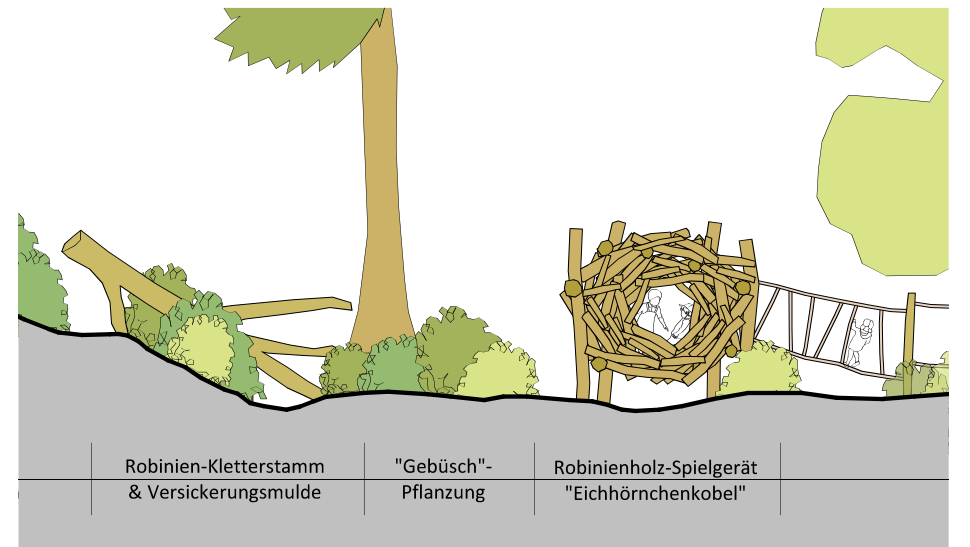 Robinien-Kletterstamm
& Versickerungsmulde
"Gebüsch"-
Pflanzung
Robinienholz-Spielgerät
"Eichhörnchenkobel"